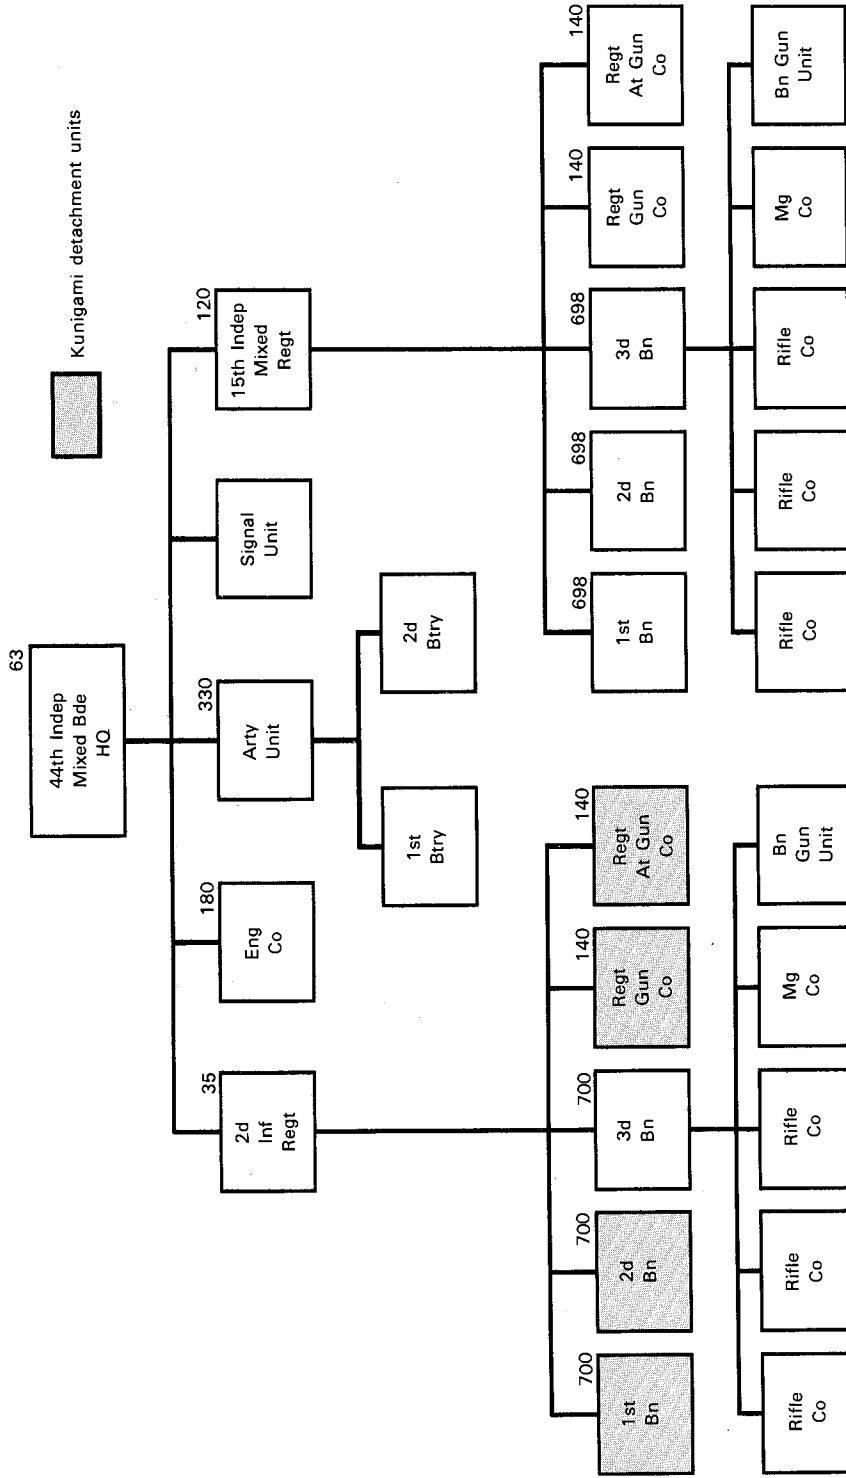 Kunigami detachment units
63
44th Indep
Mixed Bde
HQ
35
2d
Inf
Regt
180
Eng
Co
330
Arty
Unit
Signal
Unit
120
15th Indep
Mixed
Regt
1st
Btry
2d
Btry
700
1st
Bn
700
2d
Bn
700
3d
Bn
140
Regt
Gun
Co
140
Regt
At Gun
Co
698
1st
Bn
698
2d
Bn
698
3d
Bn
140
Regt
Gun
Co
140
Regt
At Gun
Co
Rifle
Co
Rifle
Co
Rifle
Co
Mg
Co
Bn
Gun
Unit
Rifle
Co
Rifle
Co
Rifle
Co
Mg
Co
Bn Gun
Unit